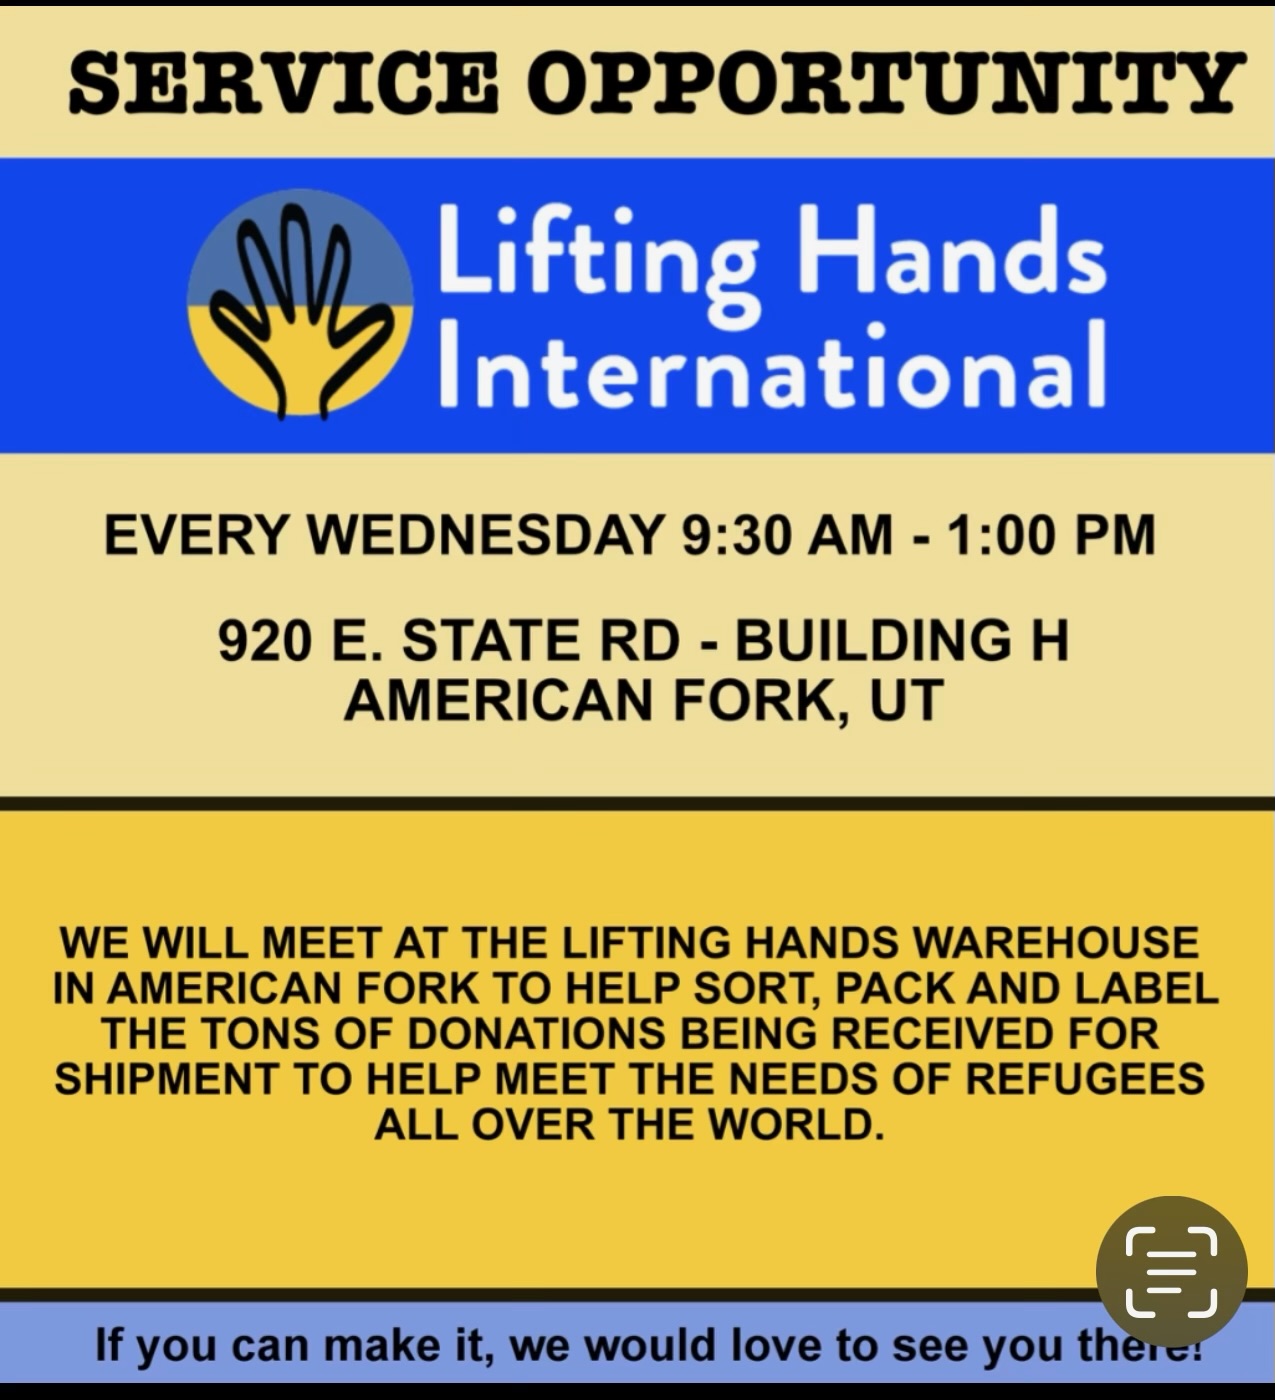 SERVICE OPPORTUNITY
Lifting Hands
International
EVERY WEDNESDAY 9:30 AM - 1:00 PM
920 E. STATE RD - BUILDING H
AMERICAN FORK, UT
WE WILL MEET AT THE LIFTING HANDS WAREHOUSE
IN AMERICAN FORK TO HELP SORT, PACK AND LABEL
THE TONS OF DONATIONS BEING RECEIVED FOR
SHIPMENT TO HELP MEET THE NEEDS OF REFUGEES
ALL OVER THE WORLD.
If you can make it, we would love to see you there!